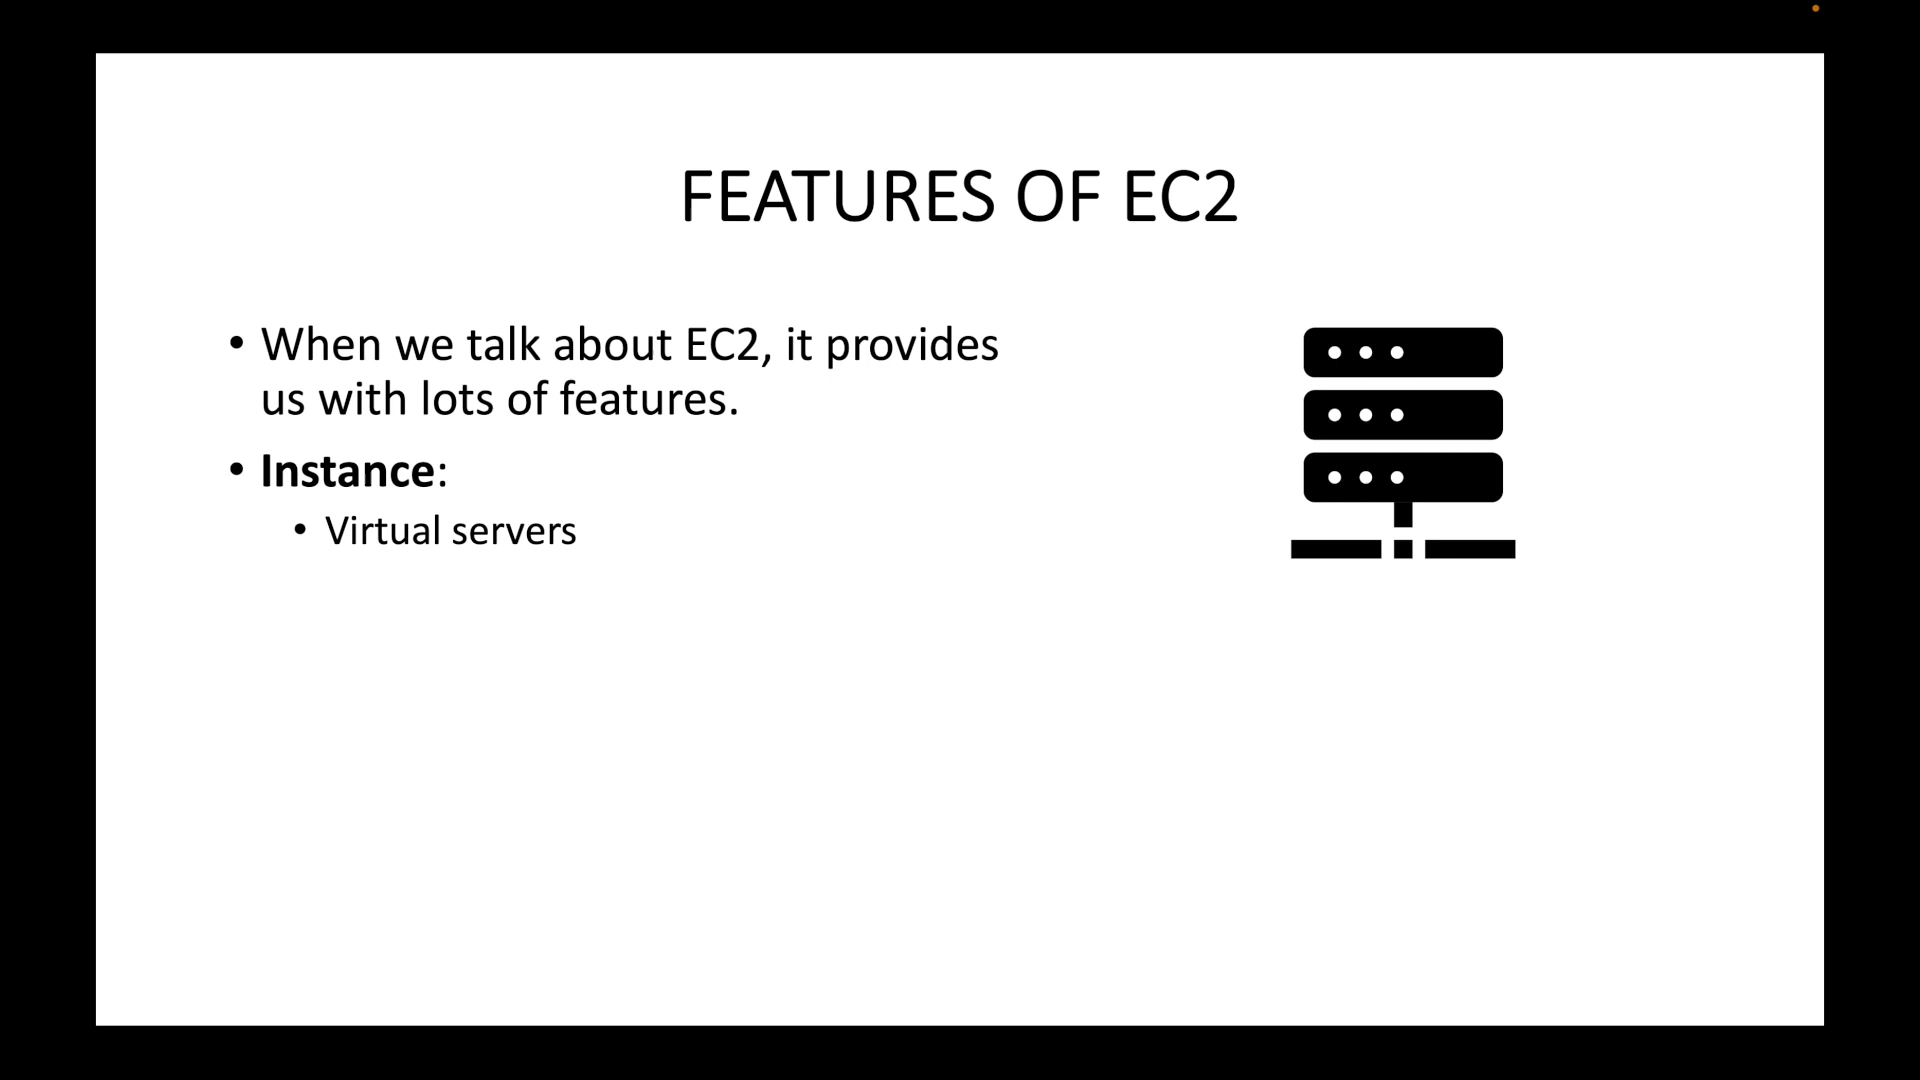 FEATURES OF EC2
• When we talk about EC2, it provides
us with lots of features.
• Instance:
• Virtual servers